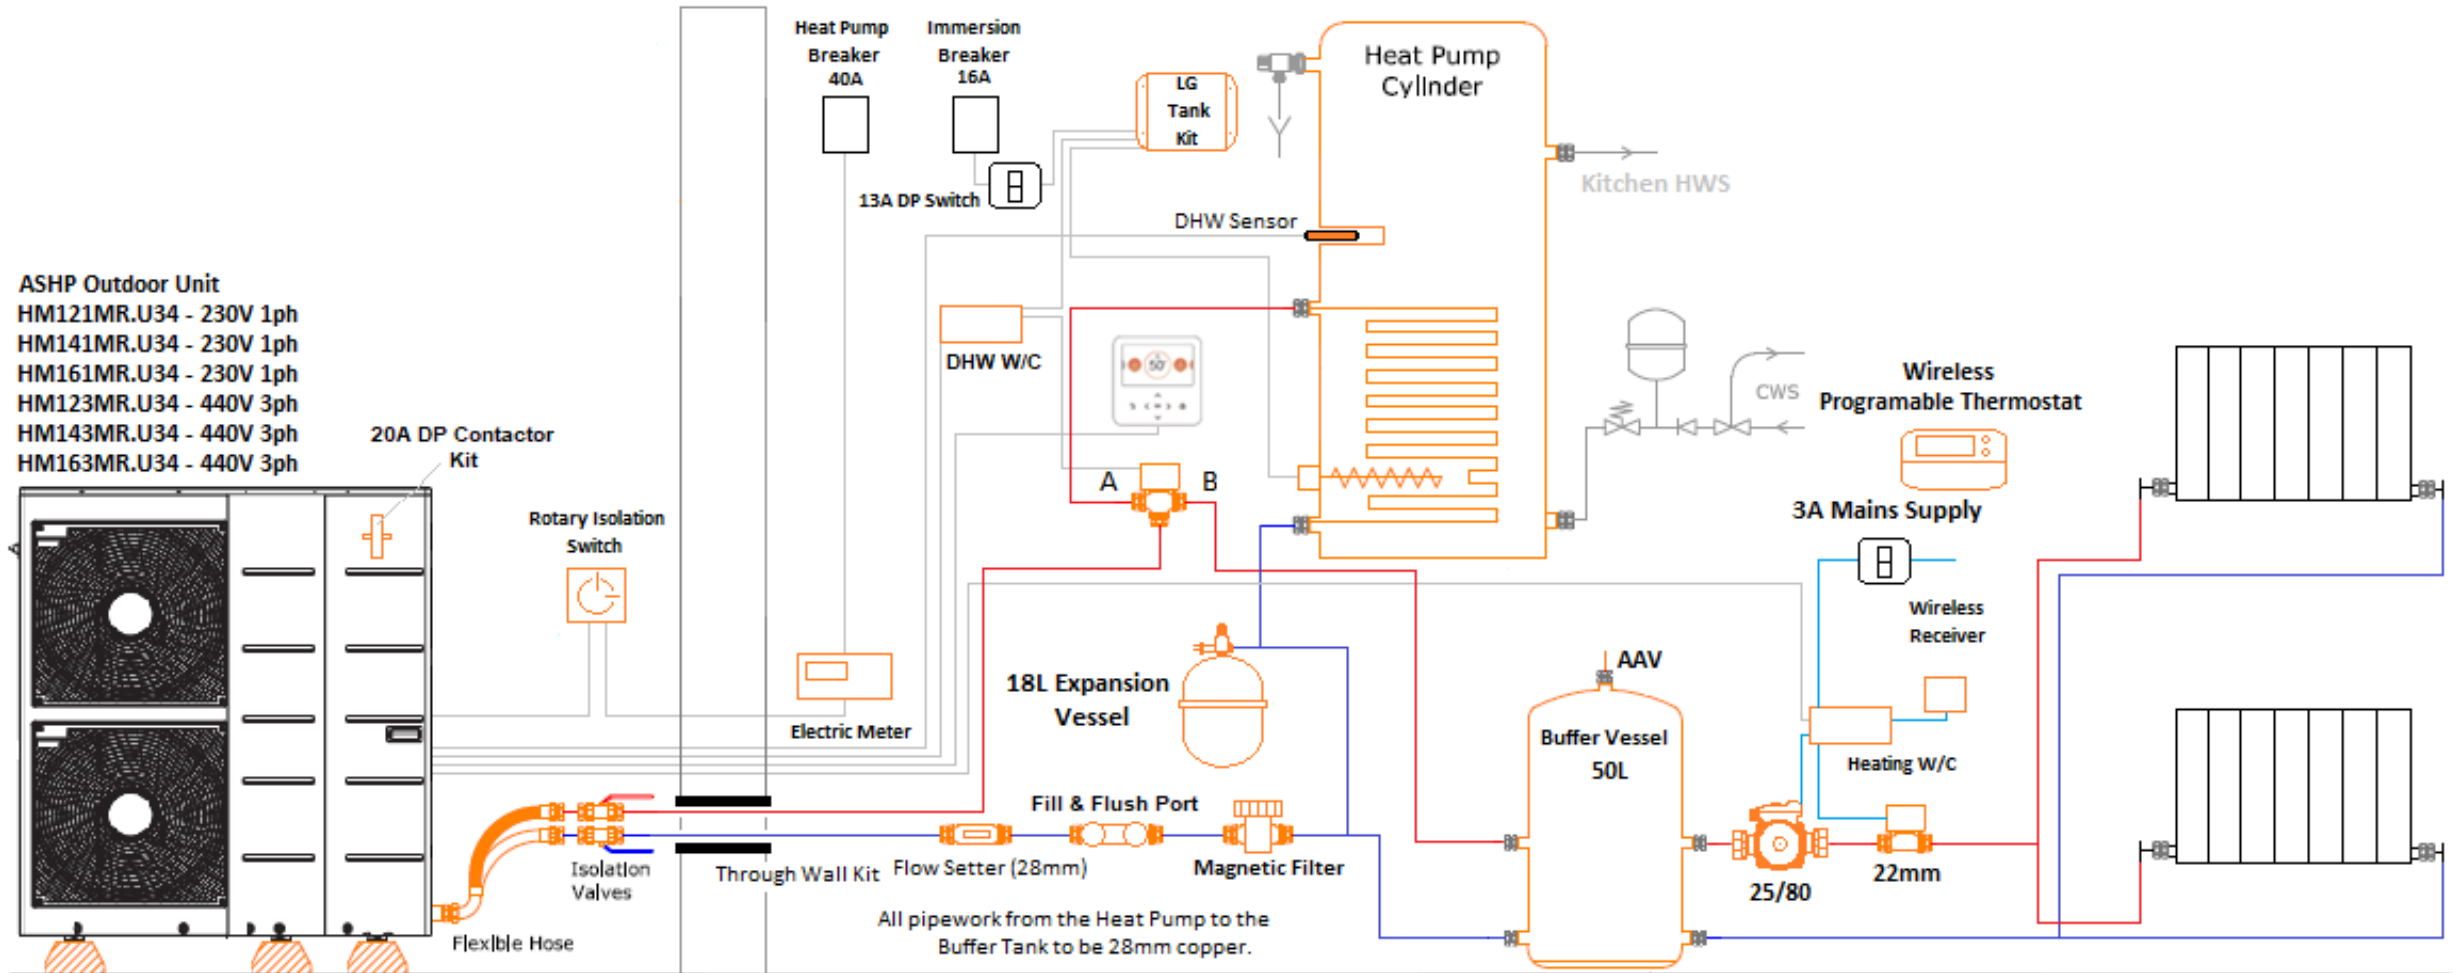 Heat Pump
Breaker
40A
Immersion
Breaker
16A
LG
Tank
Kit
Heat Pump
Cylinder
13A DP Switch
Kitchen HWS
DHW Sensor
ASHP Outdoor Unit
HM121MR.U34 - 230V 1ph
HM141MR.U34 - 230V 1ph
HM161MR.U34 - 230V 1ph
HM123MR.U34 - 440V 3ph
HM143MR.U34 - 440V 3ph
HM163MR.U34 - 440V 3ph
20A DP Contactor
Kit
DHW W/C
50°
CWS
Wireless
Programable Thermostat
A
B
3A Mains Supply
Rotary Isolation
Switch
Wireless
Receiver
AAV
18L Expansion
Vessel
Electric Meter
Buffer Vessel
50L
Heating W/C
Fill & Flush Port
Isolation
Valves
Through Wall Kit
Flow Setter (28mm)
Magnetic Filter
25/80
22mm
All pipework from the Heat Pump to the
Buffer Tank to be 28mm copper.
Flexible Hose